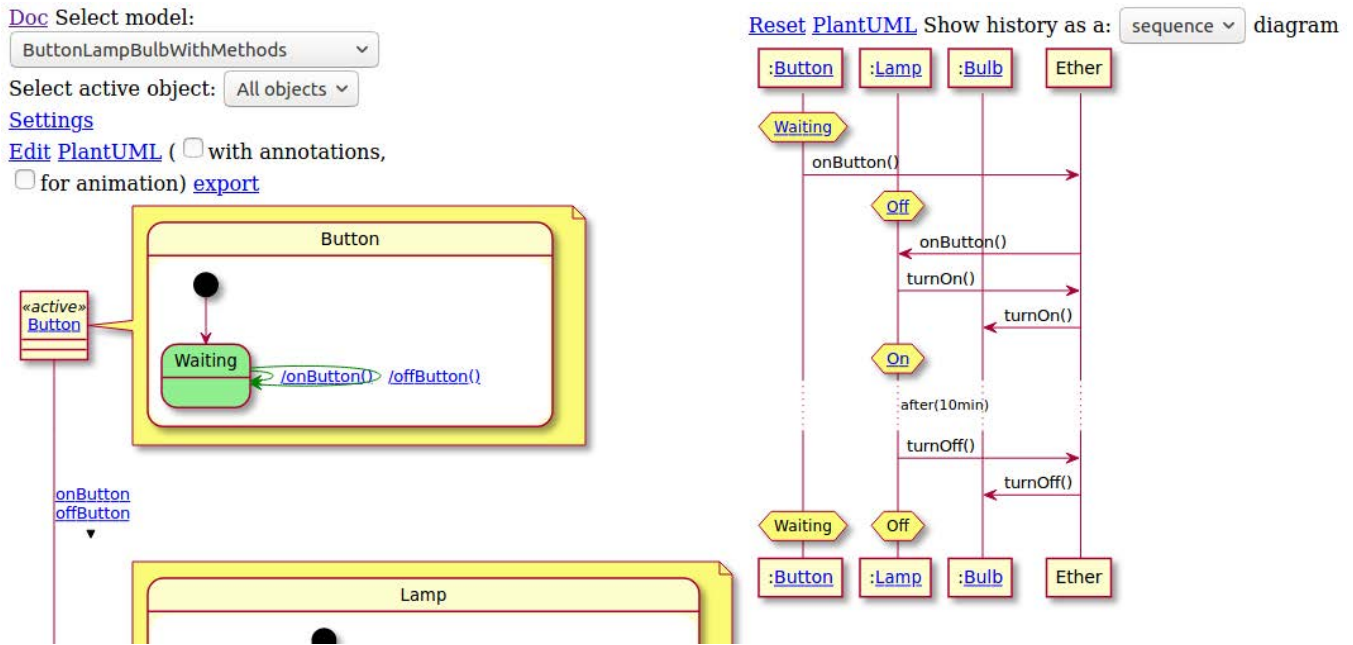 Doc Select model:
ButtonLampBulbWithMethods
Select active object: All objects
Settings
Edit PlantUML ( with annotations,
for animation) export
Button
«active»
Button
Waiting
/onButton() /offButton()
onButton
offButton
Lamp
Reset PlantUML Show history as a: sequence diagram
:Button :Lamp :Bulb Ether
Waiting
onButton()
Off
onButton()
turnOn()
turnOn()
On
after(10min)
turnOff()
turnOff()
Waiting Off
:Button :Lamp :Bulb Ether